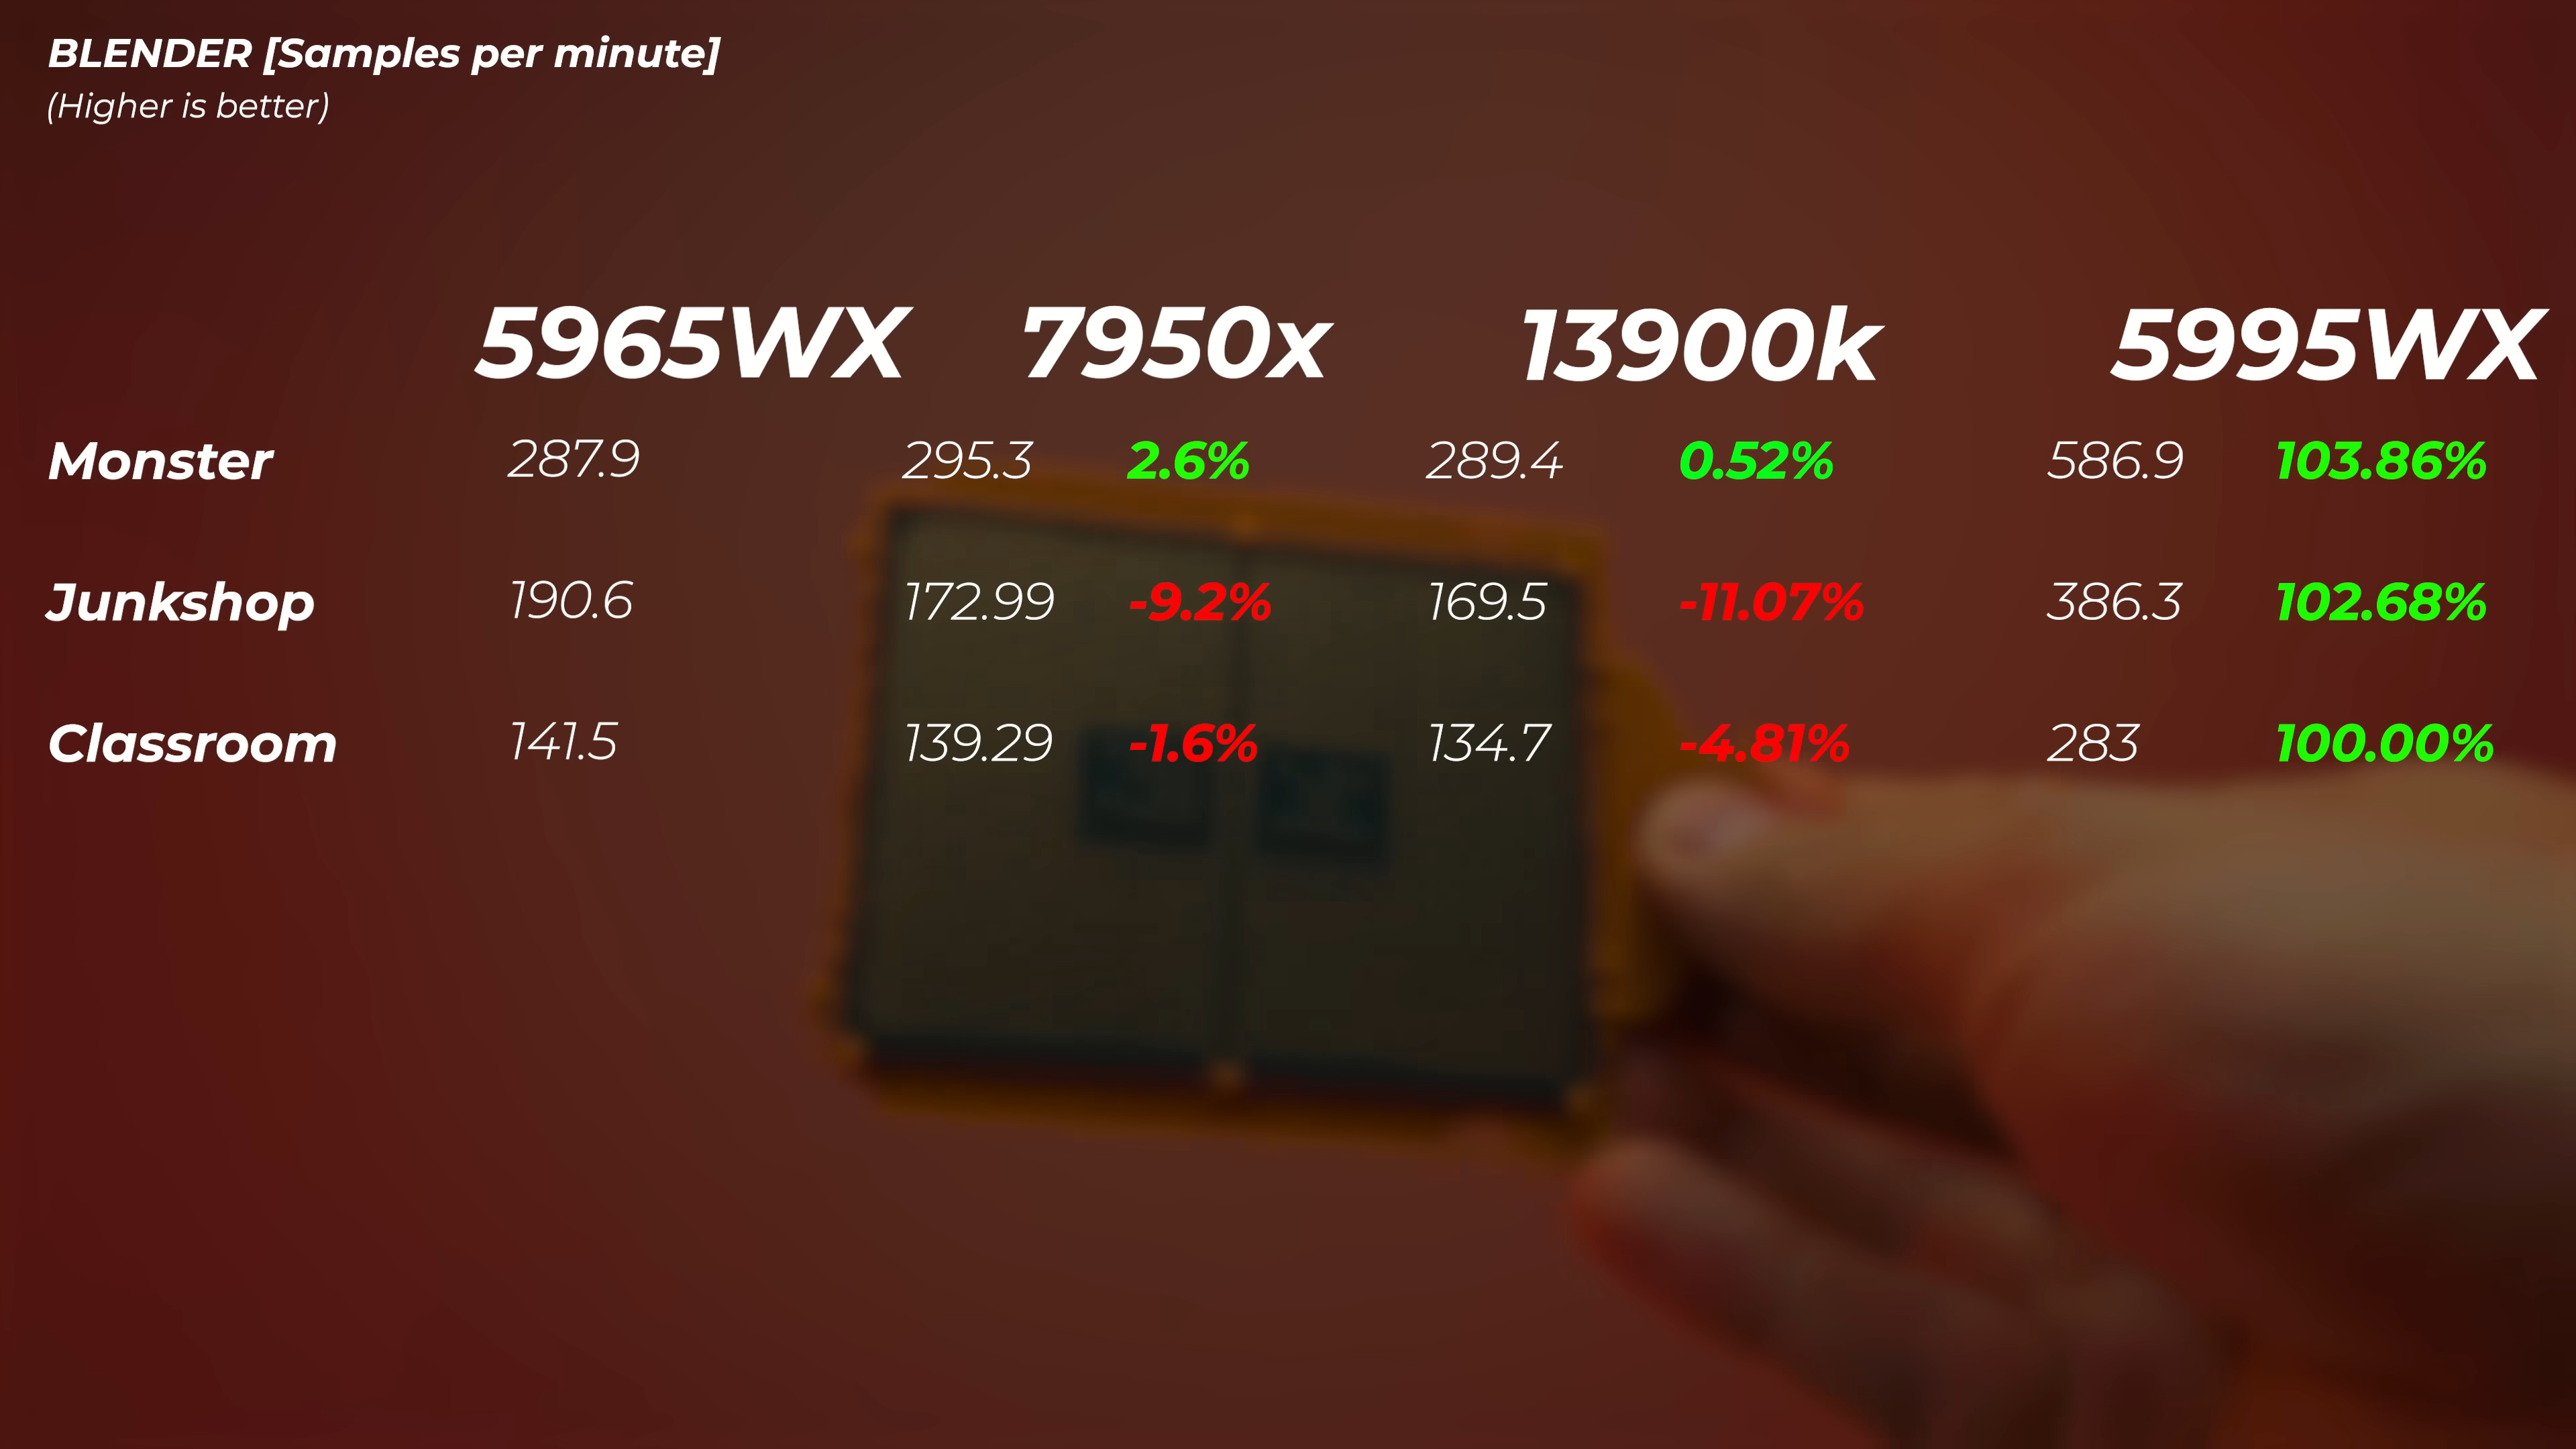 BLENDER [Samples per minute]
(Higher is better)
5965WX 7950x 13900k 5995WX
Monster 287.9 295.3 2.6% 289.4 0.52% 586.9 103.86%
Junkshop 190.6 172.99 -9.2% 169.5 -11.07% 386.3 102.68%
Classroom 141.5 139.29 -1.6% 134.7 -4.81% 283 100.00%